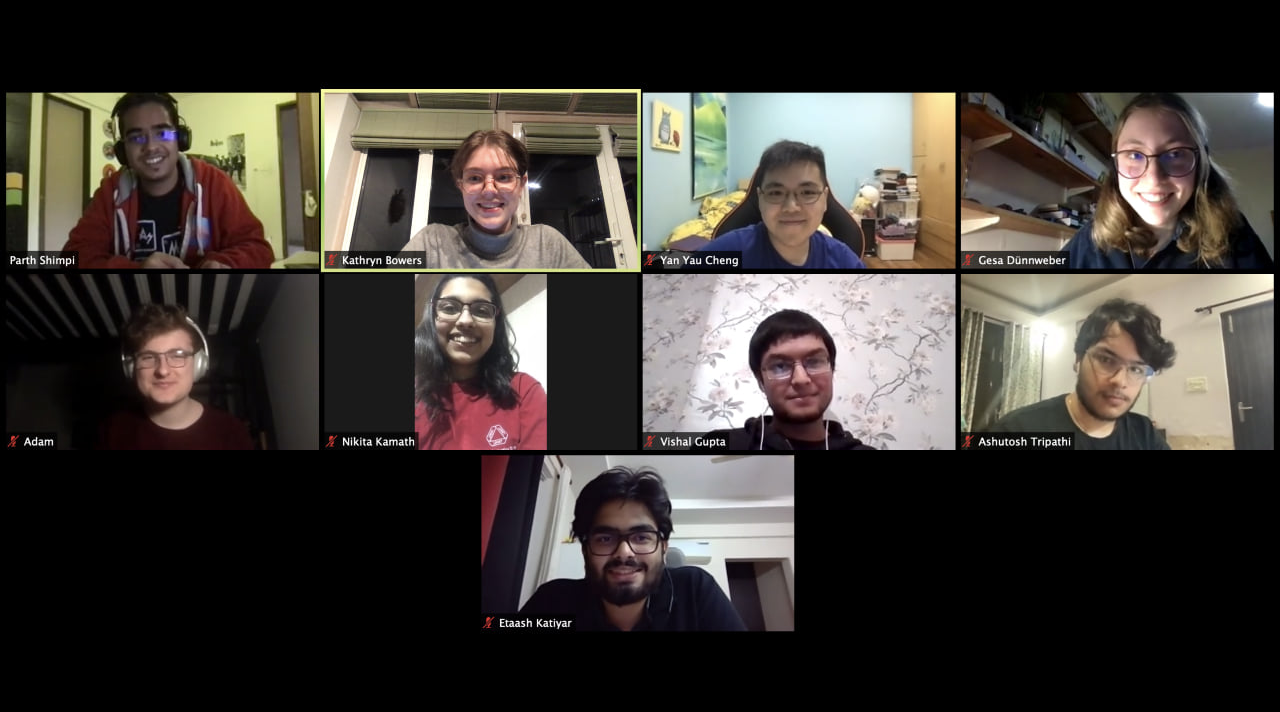 Parth Shimpi
Kathryn Bowers
Yan Yau Cheng
Gesa Dünnweber
Adam
Nikita Kamath
Vishal Gupta
Ashutosh Tripathi
Etaash Katiyar